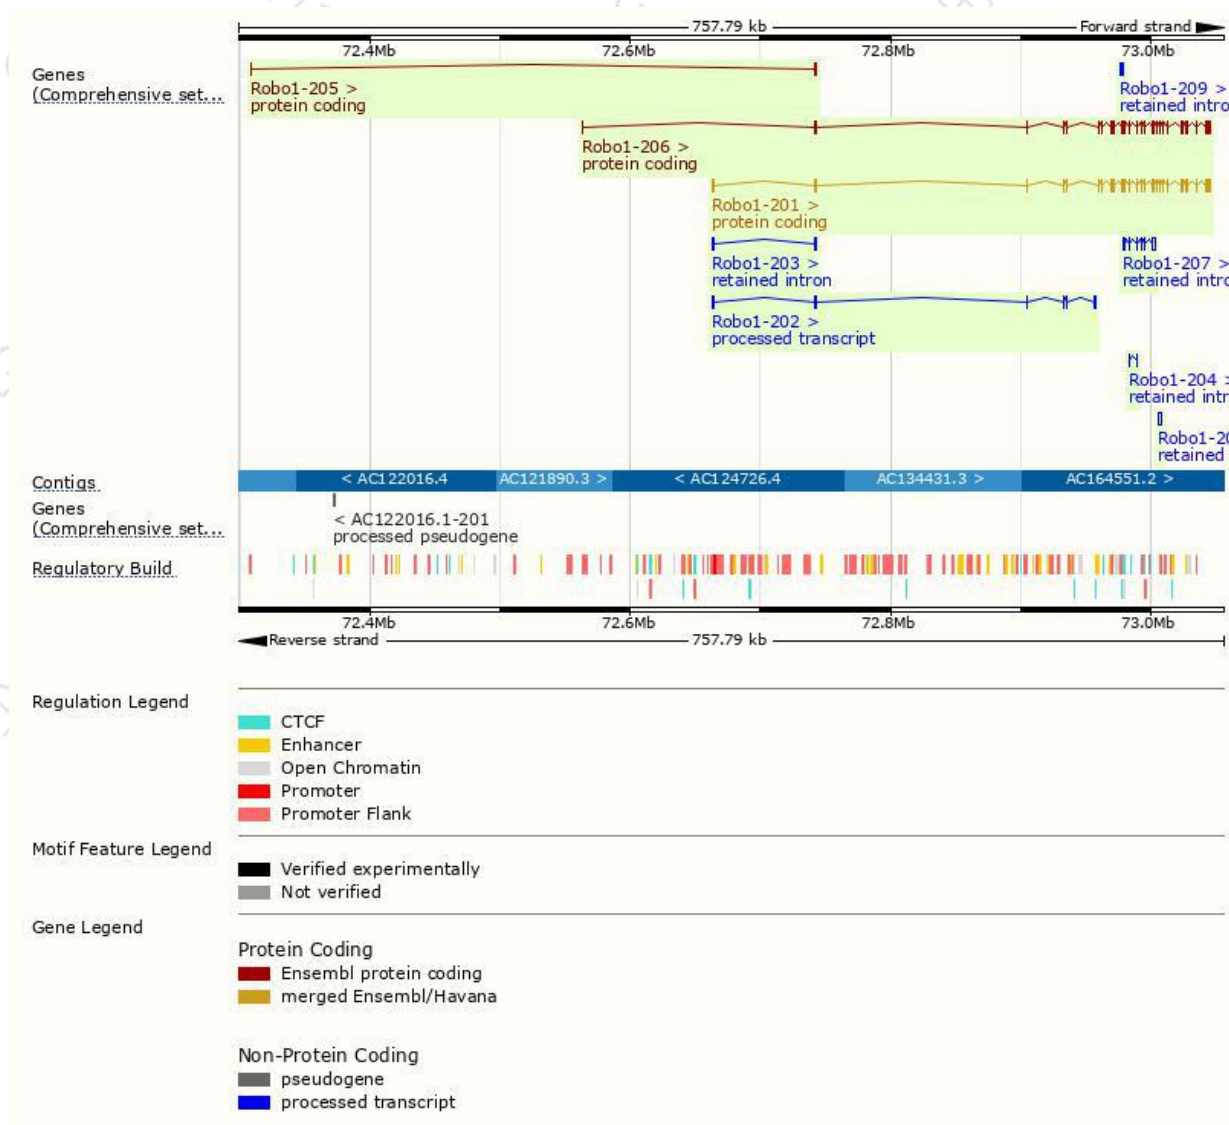 757.79 kb
Forward strand
72.4Mb 72.6Mb 72.8Mb 73.0Mb
Genes
(Comprehensive set...
Robo1-205 >
protein coding
Robo1-209 >
retained intro
Robo1-206 >
protein coding
Robo1-201 >
protein coding
Robo1-203 >
retained intron
Robo1-207 >
retained intro
Robo1-202 >
processed transcript
Robo1-204 >
retained intr
Robo1-20
retained
Contigs
< AC122016.4 AC121890.3 > < AC124726.4 AC134431.3 > AC164551.2 >
Genes
(Comprehensive set...
< AC122016.1-201
processed pseudogene
Regulatory Build
72.4Mb 72.6Mb 72.8Mb 73.0Mb
Reverse strand
757.79 kb
Regulation Legend
CTCF
Enhancer
Open Chromatin
Promoter
Promoter Flank
Motif Feature Legend
Verified experimentally
Not verified
Gene Legend
Protein Coding
Ensembl protein coding
merged Ensembl/Havana
Non-Protein Coding
pseudogene
processed transcript